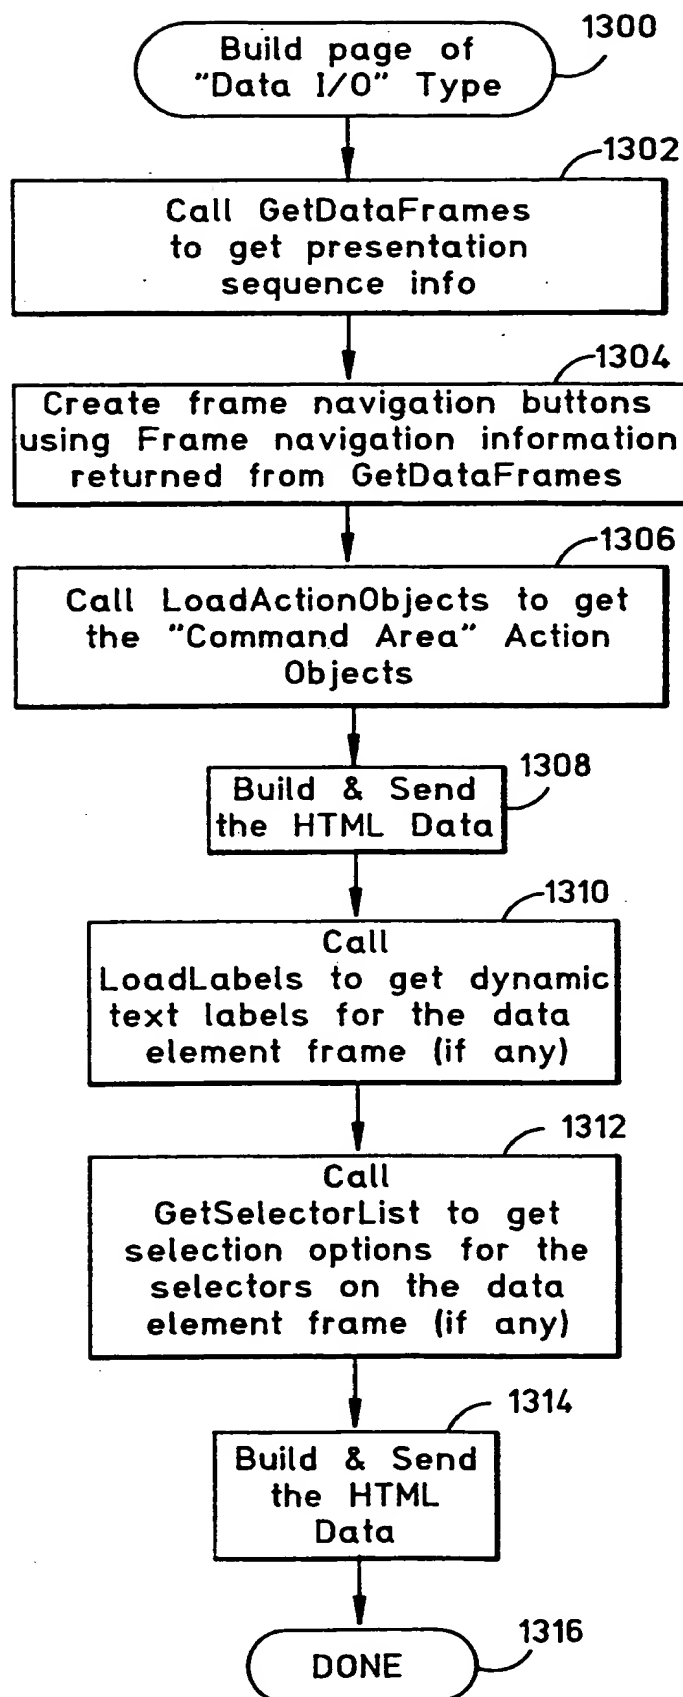 1300
Build page of
"Data I/O" Type
1302
Call GetDataFrames
to get presentation
sequence info
1304
Create frame navigation buttons
using Frame navigation information
returned from GetDataFrames
1306
Call LoadActionObjects to get
the "Command Area" Action
Objects
1308
Build & Send
the HTML Data
1310
Call
LoadLabels to get dynamic
text labels for the data
element frame (if any)
1312
Call
GetSelectorList to get
selection options for the
selectors on the data
element frame (if any)
1314
Build & Send
the HTML
Data
1316
DONE